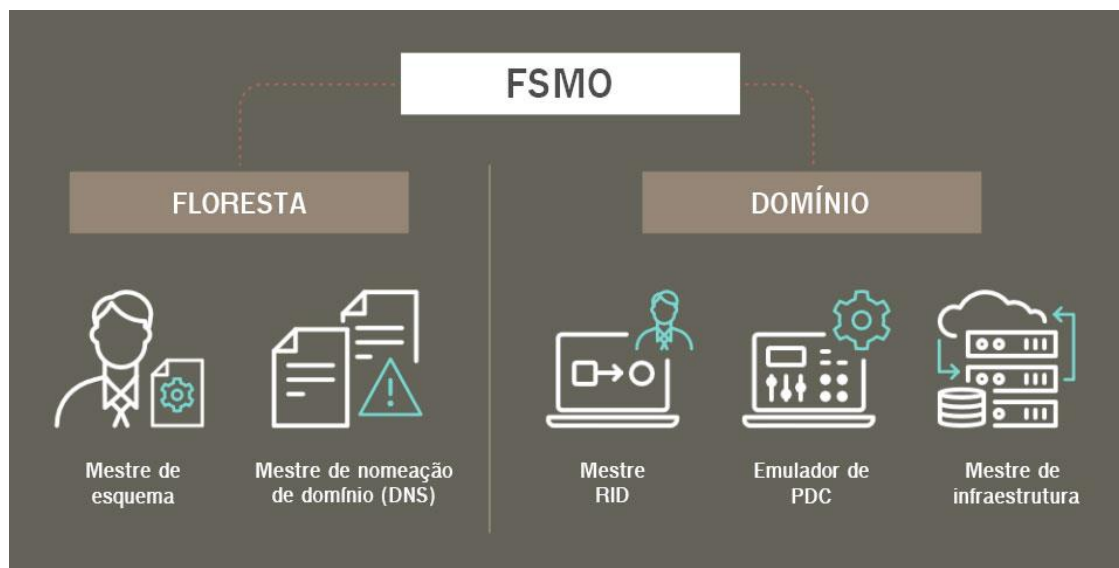 FSMO
FLORESTA
DOMÍNIO
Mestre de
esquema
Mestre de nomeação
de domínio (DNS)
Mestre
RID
Emulador de
PDC
Mestre de
infraestrutura